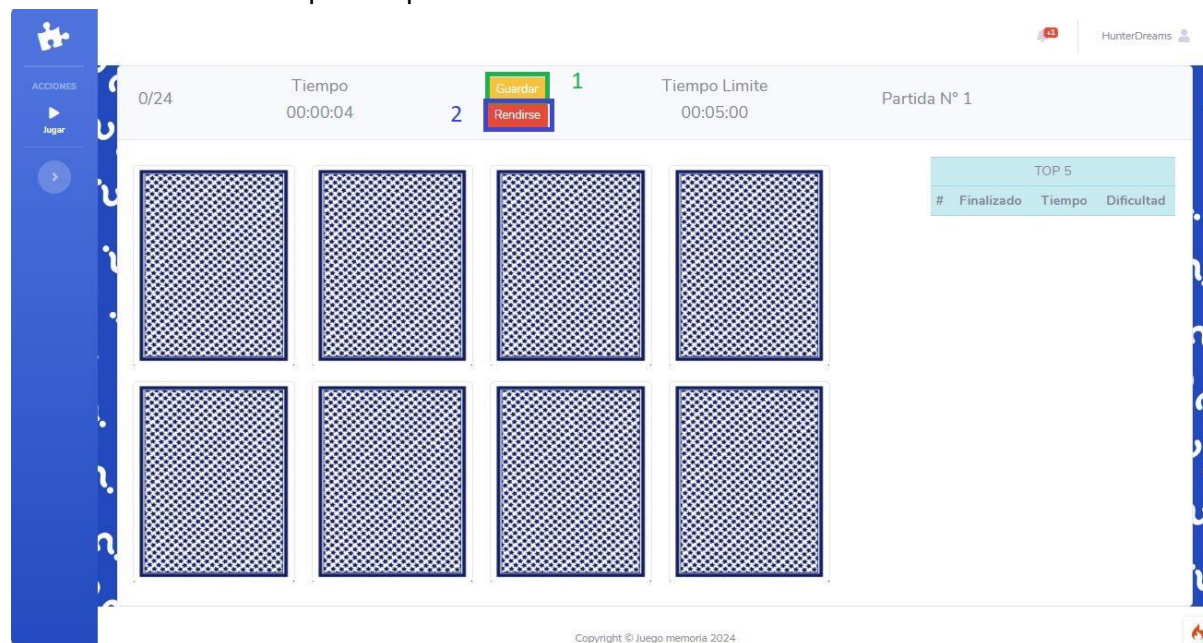 +1
HunterDreams
ACCIONES
Jugar
0/24
Tiempo
00:00:04
Guardar
1
2
Rendirse
Tiempo Limite
00:05:00
Partida N° 1
TOP 5
# Finalizado Tiempo Dificultad
Copyright © Juego memoria 2024